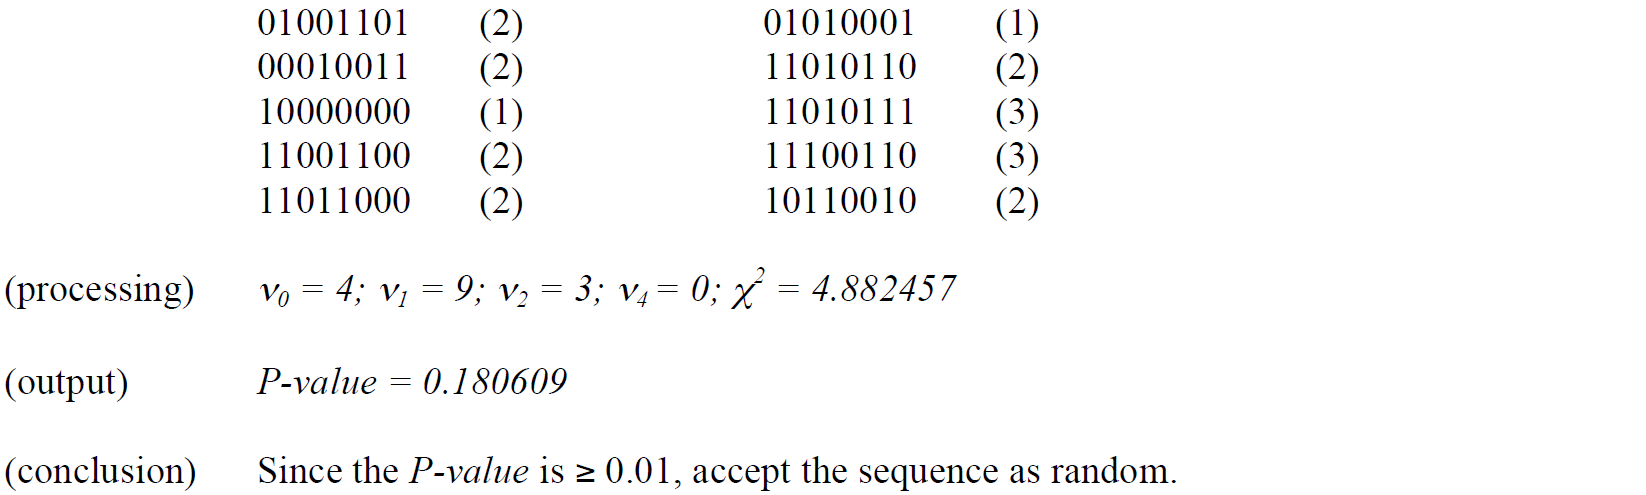 01001101 (2) 01010001 (1)
00010011 (2) 11010110 (2)
10000000 (1) 11010111 (3)
11001100 (2) 11100110 (3)
11011000 (2) 10110010 (2)
(processing) ν0 = 4; ν1 = 9; ν2 = 3; ν4 = 0; χ² = 4.882457
(output) P-value = 0.180609
(conclusion) Since the P-value is ≥ 0.01, accept the sequence as random.